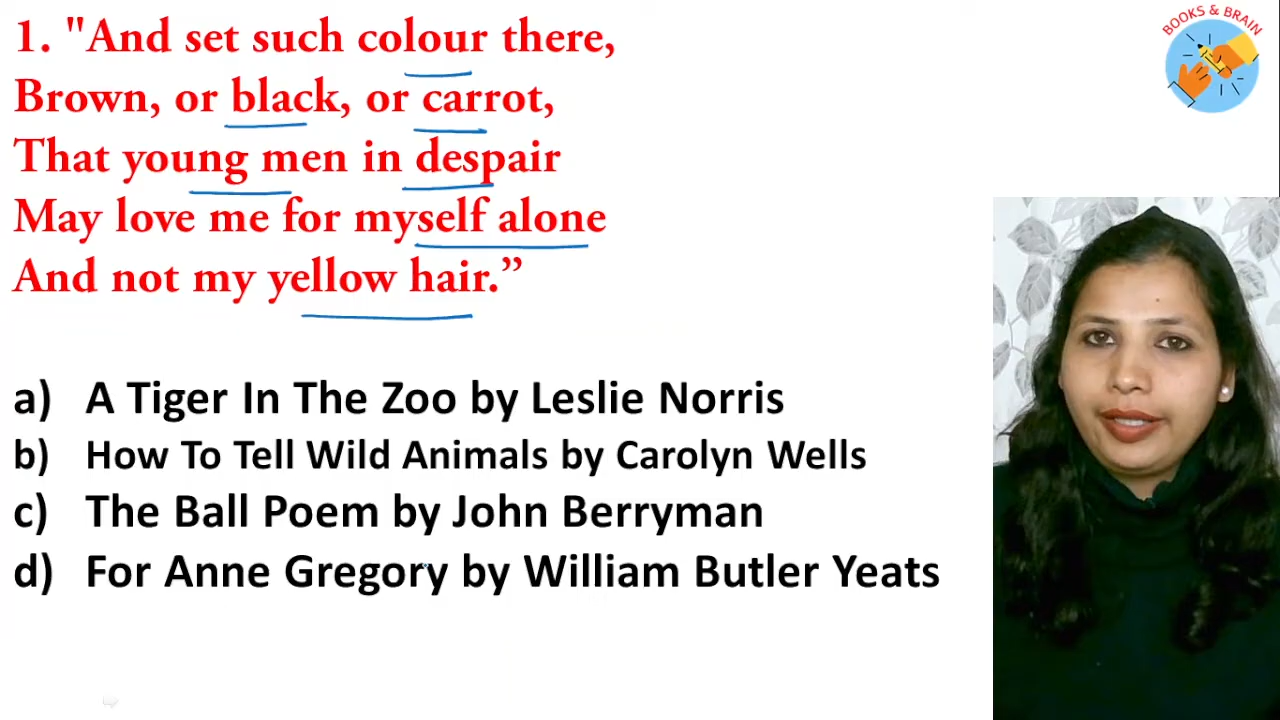 BOOKS & BRAIN
1. "And set such colour there,
Brown, or black, or carrot,
That young men in despair
May love me for myself alone
And not my yellow hair.”
a) A Tiger In The Zoo by Leslie Norris
b) How To Tell Wild Animals by Carolyn Wells
c) The Ball Poem by John Berryman
d) For Anne Gregory by William Butler Yeats